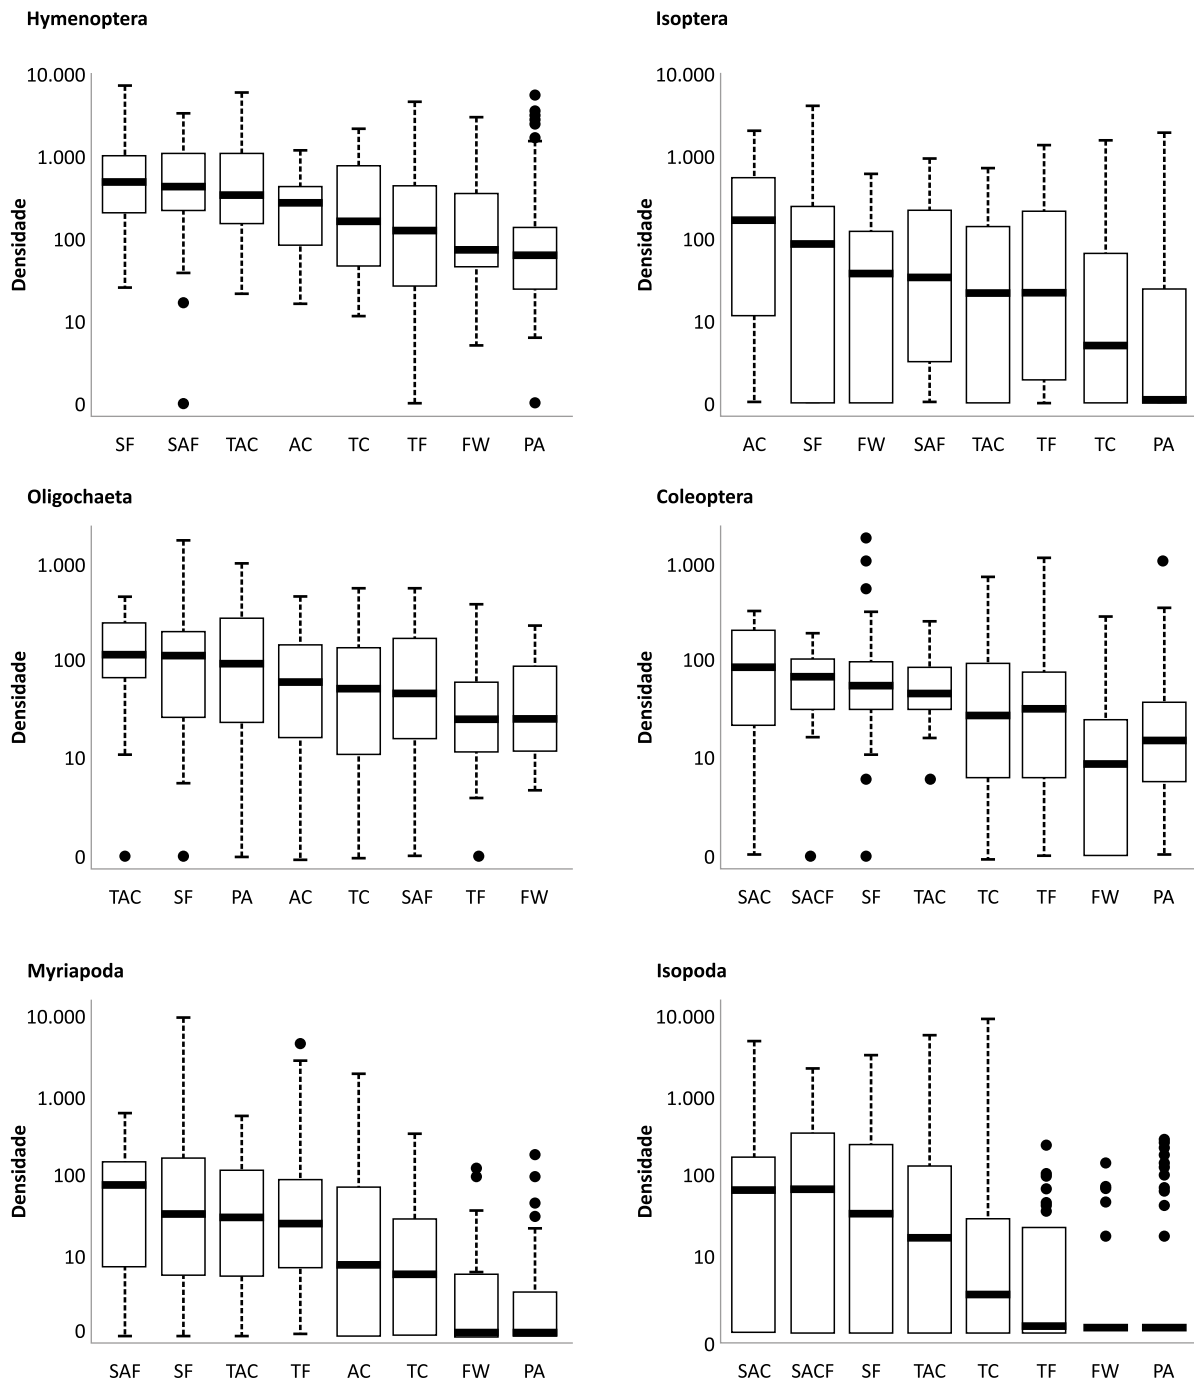 Hymenoptera
Densidade
10.000
1.000
100
10
0
SF SAF TAC AC TC TF FW PA
Isoptera
Densidade
10.000
1.000
100
10
0
AC SF FW SAF TAC TF TC PA
Oligochaeta
Densidade
1.000
100
10
0
TAC SF PA AC TC SAF TF FW
Coleoptera
Densidade
1.000
100
10
0
SAC SACF SF TAC TC TF FW PA
Myriapoda
Densidade
10.000
1.000
100
10
0
SAF SF TAC TF AC TC FW PA
Isopoda
Densidade
10.000
1.000
100
10
0
SAC SACF SF TAC TC TF FW PA